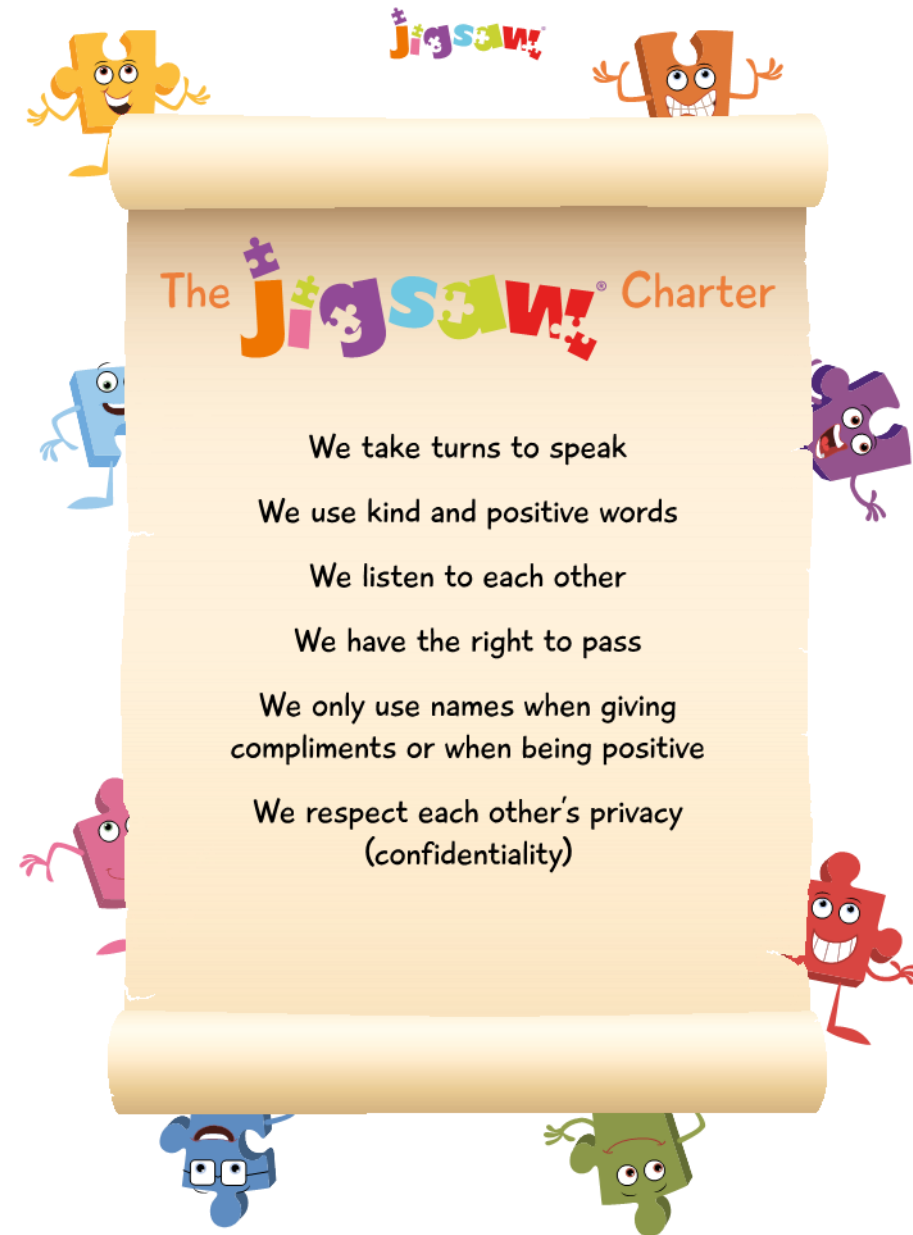 jigsaw®
The jigsaw® Charter
We take turns to speak
We use kind and positive words
We listen to each other
We have the right to pass
We only use names when giving
compliments or when being positive
We respect each other's privacy
(confidentiality)